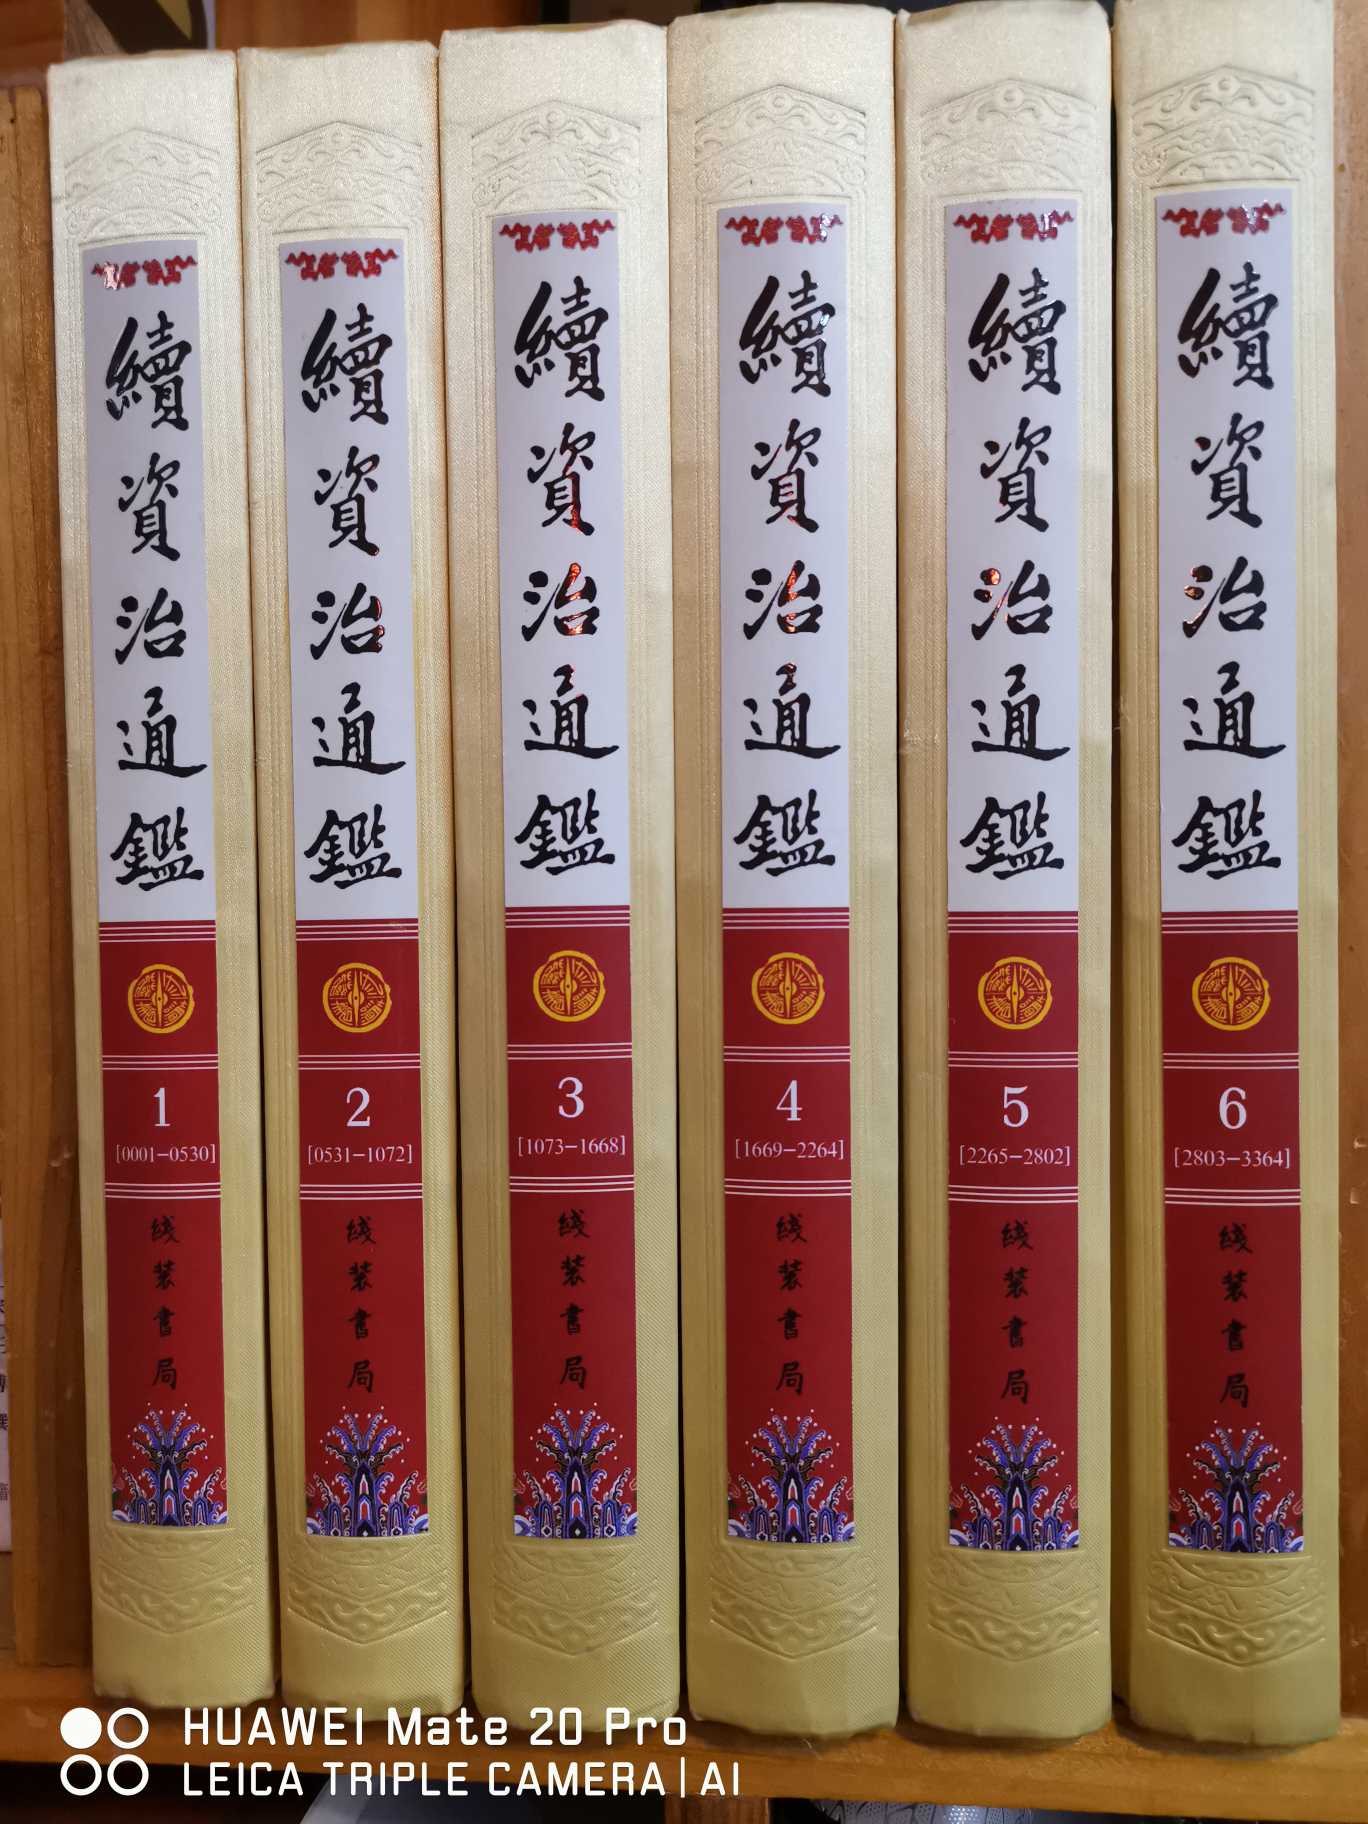 續資治通鑑
1
[0001-0530]
线装書局
續資治通鑑
2
[0531-1072]
线装書局
續資治通鑑
3
[1073-1668]
线装書局
續資治通鑑
4
[1669-2264]
线装書局
續資治通鑑
5
[2265-2802]
线装書局
續資治通鑑
6
[2803-3364]
线装書局
HUAWEI Mate 20 Pro
LEICA TRIPLE CAMERA | AI